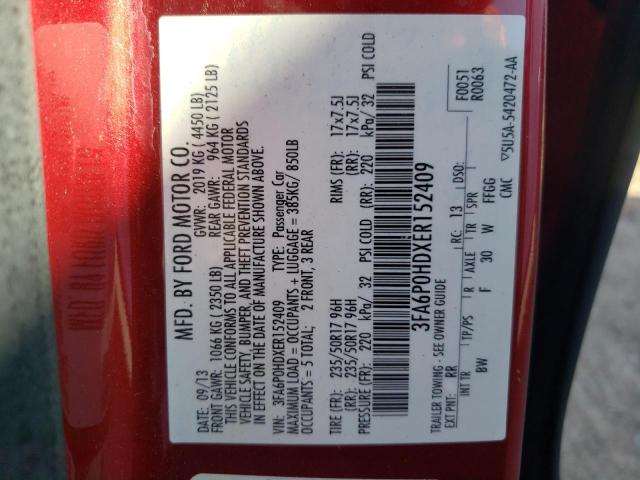 MFD. BY FORD MOTOR CO.
DATE: 09/13 GVWR: 2019 KG ( 4450 LB)
FRONT GAWR: 1066 KG ( 2350 LB) REAR GAWR: 964 KG ( 2125 LB)
THIS VEHICLE CONFORMS TO ALL APPLICABLE FEDERAL MOTOR
VEHICLE SAFETY, BUMPER, AND THEFT PREVENTION STANDARDS
IN EFFECT ON THE DATE OF MANUFACTURE SHOWN ABOVE.
VIN: 3FA6P0HDXER152409 TYPE: Passenger Car
MAXIMUM LOAD = OCCUPANTS + LUGGAGE = 385KG/ 850LB
OCCUPANTS = 5 TOTAL: 2 FRONT, 3 REAR
TIRE (FR): 235/50R17 96H RIMS (FR): 17x7.5J
(RR): 235/50R17 96H (RR): 17x7.5J
PRESSURE (FR): 220 kPa/ 32 PSI COLD (RR): 220 kPa/ 32 PSI COLD
3FA6P0HDXER152409
TRAILER TOWING - SEE OWNER GUIDE F0051
R0063
EXT PNT: RR RC: 13 DSO:
INT TR TP/PS R AXLE TR SPR
BW F 30 W FFGG
CMC ▽5U5A-5420472-AA